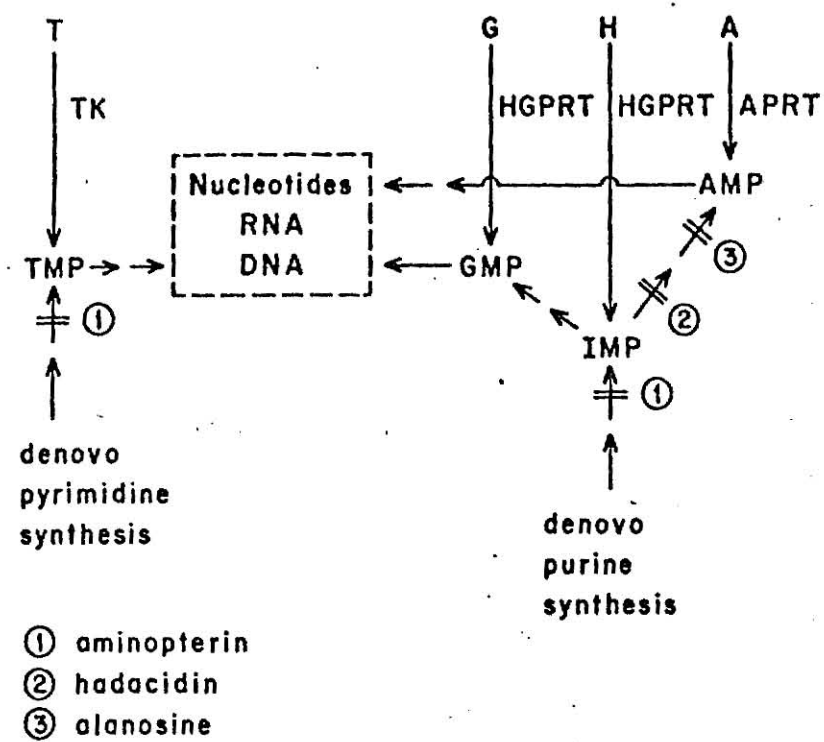 T G H A
TK HGPRT HGPRT APRT
Nucleotides
RNA
DNA
AMP
TMP
GMP
IMP
①
③
②
①
denovo
pyrimidine
synthesis
denovo
purine
synthesis
① aminopterin
② hadacidin
③ alanosine